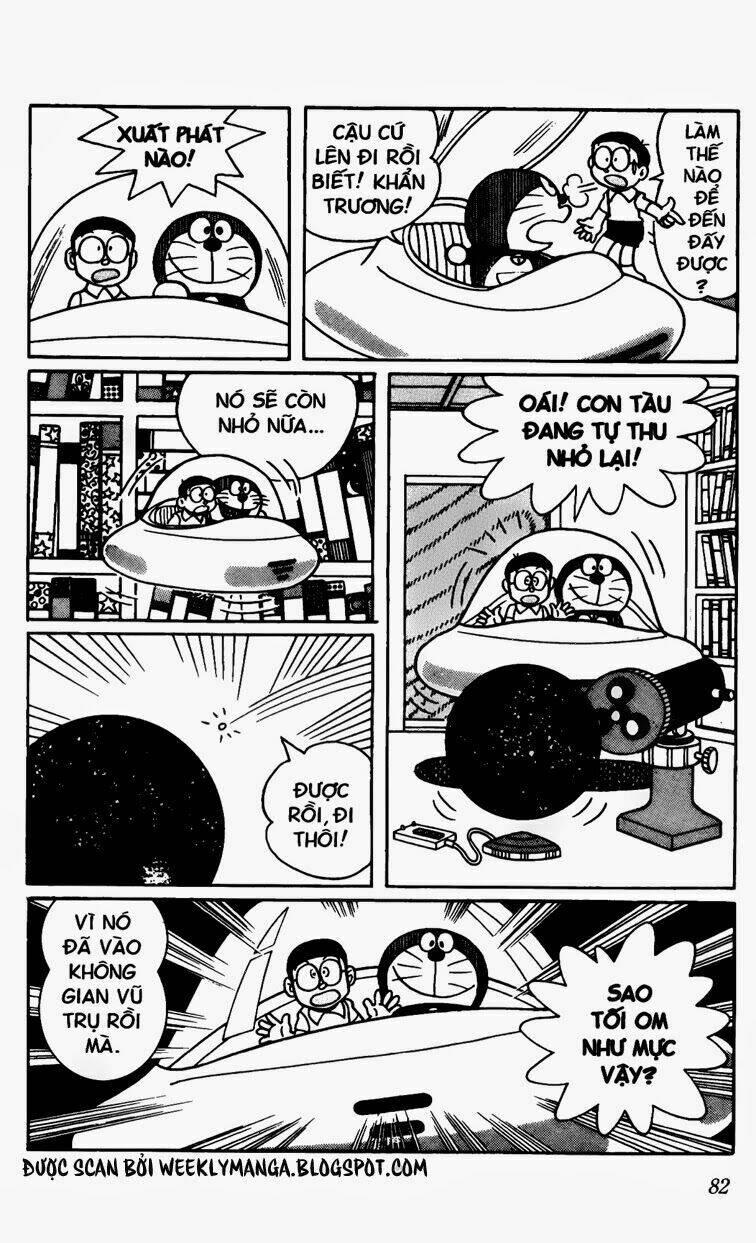 LÀM
THẾ
NÀO
ĐỂ
ĐẾN
ĐẤY
ĐƯỢC
?
CẬU CỨ
LÊN ĐI RỒI
BIẾT! KHẨN
TRƯƠNG!
XUẤT PHÁT
NÀO!
OÁI! CON TÀU
ĐANG TỰ THU
NHỎ LẠI!
NÓ SẼ CÒN
NHỎ NỮA...
ĐƯỢC
RỒI, ĐI
THÔI!
SAO
TỐI OM
NHƯ MỰC
VẬY?
VÌ NÓ
ĐÃ VÀO
KHÔNG
GIAN VŨ
TRỤ RỒI
MÀ.
ĐƯỢC SCAN BỞI WEEKLYMANGA.BLOGSPOT.COM
82